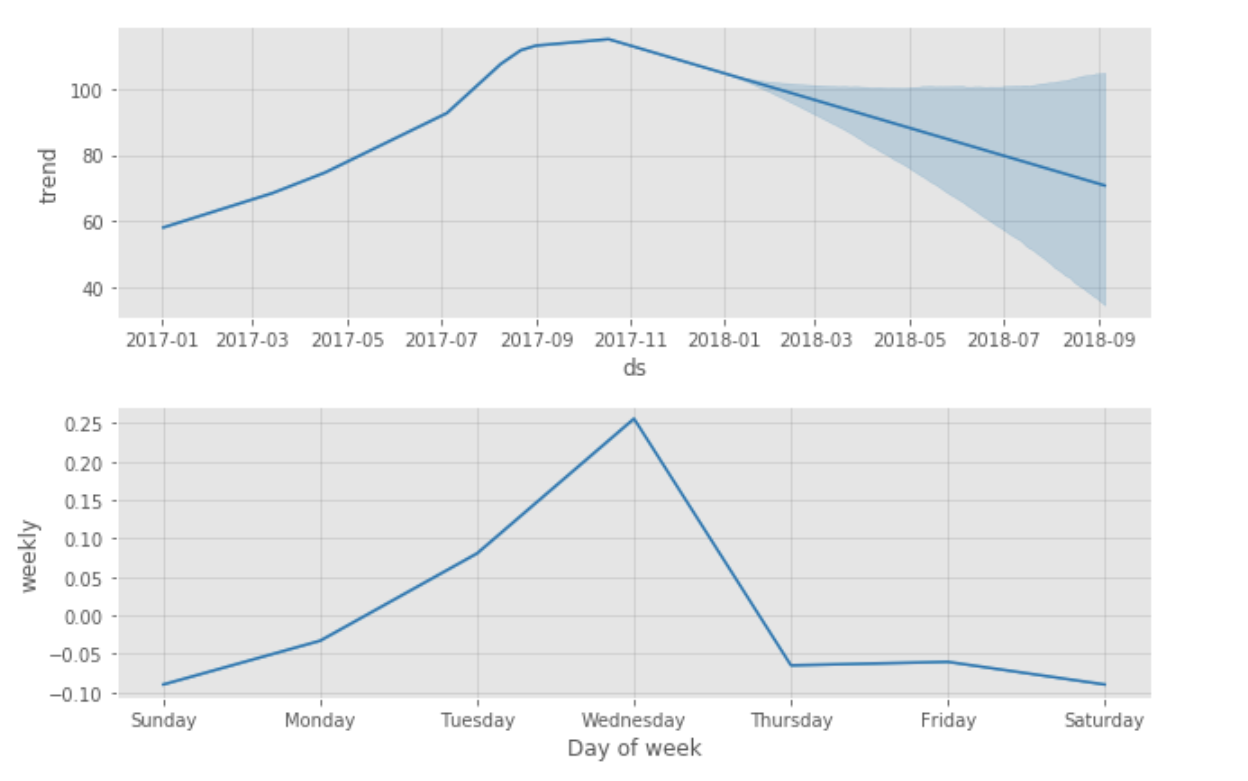 100
80
60
40
trend
2017-01 2017-03 2017-05 2017-07 2017-09 2017-11 2018-01 2018-03 2018-05 2018-07 2018-09
ds
0.25
0.20
0.15
0.10
0.05
0.00
−0.05
−0.10
weekly
Sunday Monday Tuesday Wednesday Thursday Friday Saturday
Day of week